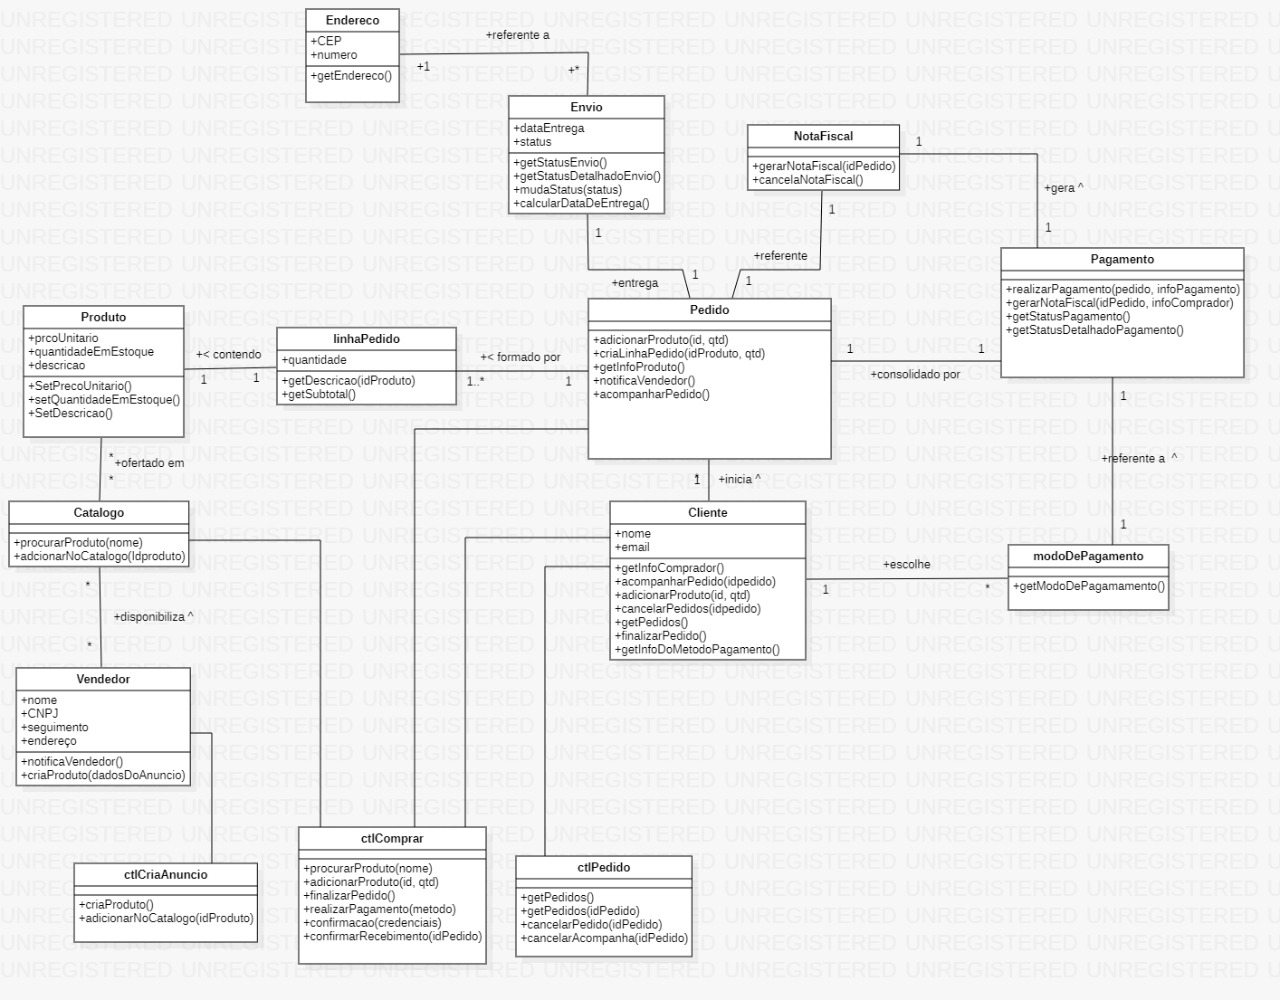 Endereco
+CEP
+numero
+getEndereco()
+referente a
+1
+*
Envio
+dataEntrega
+status
+getStatusEnvio()
+getStatusDetalhadoEnvio()
+mudaStatus(status)
+calcularDataDeEntrega()
1
+entrega
1
NotaFiscal
+gerarNotaFiscal(idPedido)
+cancelaNotaFiscal()
1
+gera ^
1
1
+referente
1
Pagamento
+realizarPagamento(pedido, infoPagamento)
+gerarNotaFiscal(idPedido, infoComprador)
+getStatusPagamento()
+getStatusDetalhadoPagamento()
Produto
+prcoUnitario
+quantidadeEmEstoque
+descricao
+SetPrecoUnitario()
+setQuantidadeEmEstoque()
+SetDescricao()
+< contendo
1
1
linhaPedido
+quantidade
+getDescricao(idProduto)
+getSubtotal()
+< formado por
1..*
1
Pedido
+adicionarProduto(id, qtd)
+criaLinhaPedido(idProduto, qtd)
+getInfoProduto()
+notificaVendedor()
+acompanharPedido()
1
1
+consolidado por
1
+referente a ^
1
*
+ofertado em
*
*
1
+inicia ^
Catalogo
+procurarProduto(nome)
+adcionarNoCatalogo(Idproduto)
*
+disponibiliza ^
*
Cliente
+nome
+email
+getInfoComprador()
+acompanharPedido(idpedido)
+adicionarProduto(id, qtd)
+cancelarPedidos(idpedido)
+getPedidos()
+finalizarPedido()
+getInfoDoMetodoPagamento()
+escolhe
1
*
modoDePagamento
+getModoDePagamamento()
Vendedor
+nome
+CNPJ
+seguimento
+endereço
+notificaVendedor()
+criaProduto(dadosDoAnuncio)
ctlCriaAnuncio
+criaProduto()
+adicionarNoCatalogo(idProduto)
ctlComprar
+procurarProduto(nome)
+adicionarProduto(id, qtd)
+finalizarPedido()
+realizarPagamento(metodo)
+confirmacao(credenciais)
+confirmarRecebimento(idPedido)
ctlPedido
+getPedidos()
+getPedidos(idPedido)
+cancelarPedido(idPedido)
+cancelarAcompanha(idPedido)